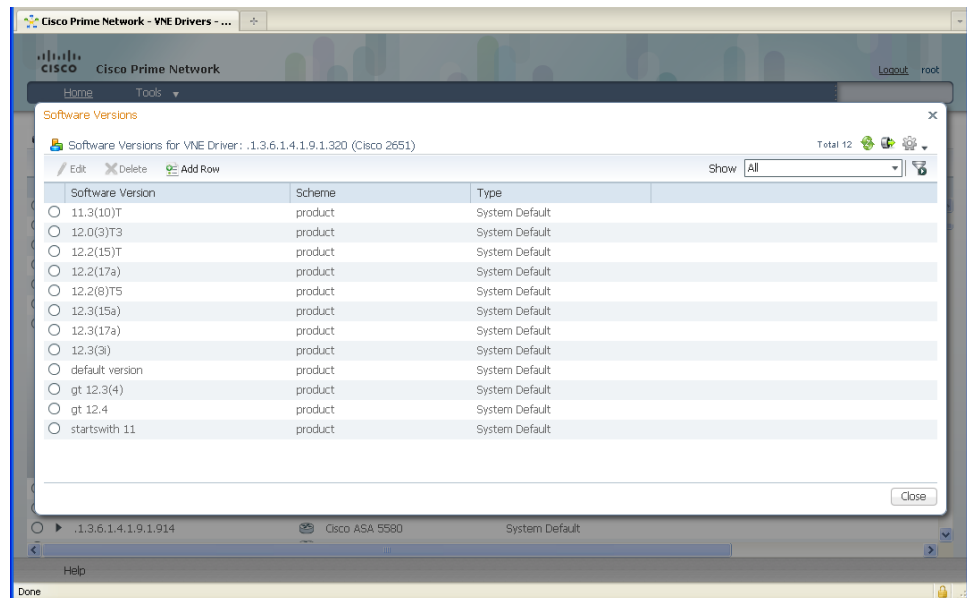 Cisco Prime Network - VNE Drivers - ...
CISCO Cisco Prime Network
Logout root
Home Tools
Software Versions
Software Versions for VNE Driver: .1.3.6.1.4.1.9.1.320 (Cisco 2651) Total 12
Edit Delete Add Row Show All
Software Version Scheme Type
11.3(10)T product System Default
12.0(3)T3 product System Default
12.2(15)T product System Default
12.2(17a) product System Default
12.2(8)T5 product System Default
12.3(15a) product System Default
12.3(17a) product System Default
12.3(3i) product System Default
default version product System Default
gt 12.3(4) product System Default
gt 12.4 product System Default
startswith 11 product System Default
Close
.1.3.6.1.4.1.9.1.914 Cisco ASA 5580 System Default
Help
Done